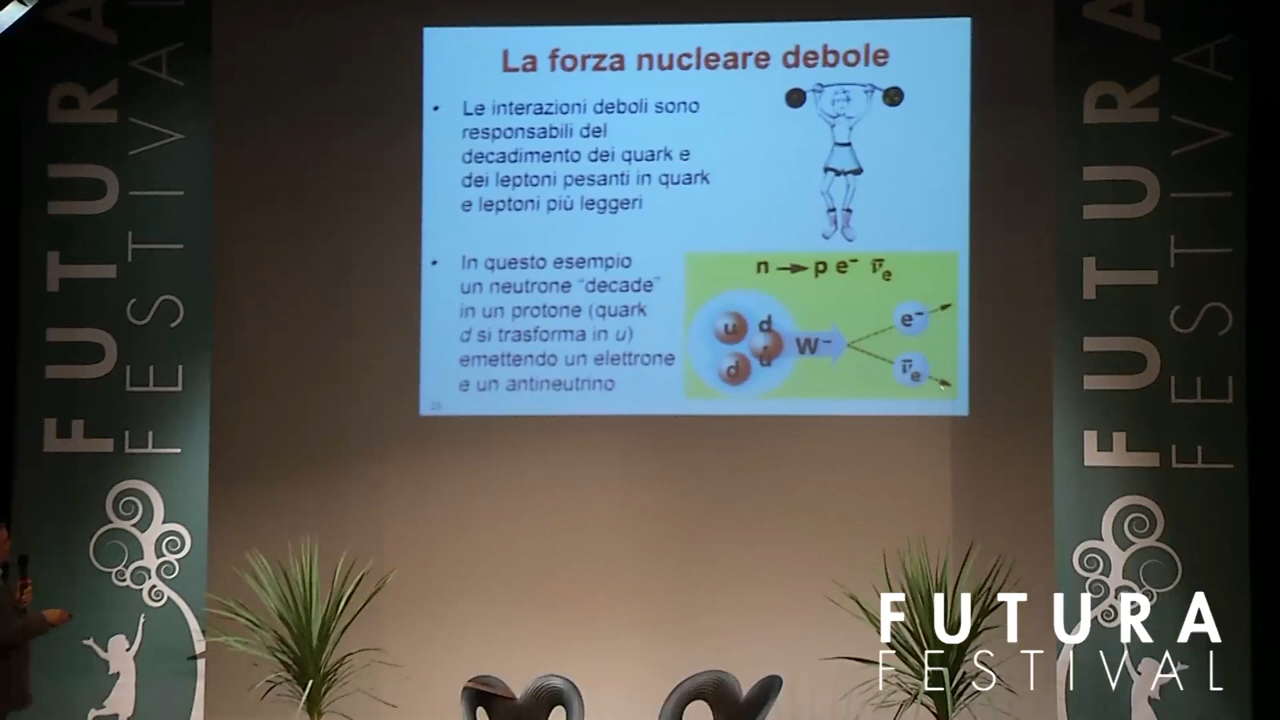 FUTURA
FESTIVAL
La forza nucleare debole
• Le interazioni deboli sono
responsabili del
decadimento dei quark e
dei leptoni pesanti in quark
e leptoni più leggeri
• In questo esempio
un neutrone “decade”
in un protone (quark
d si trasforma in u)
emettendo un elettrone
e un antineutrino
n → p e⁻ ν̅ₑ
u d
u
d
W⁻
e⁻
ν̅ₑ
FUTURA
FESTIVAL
FUTURA
FESTIVAL